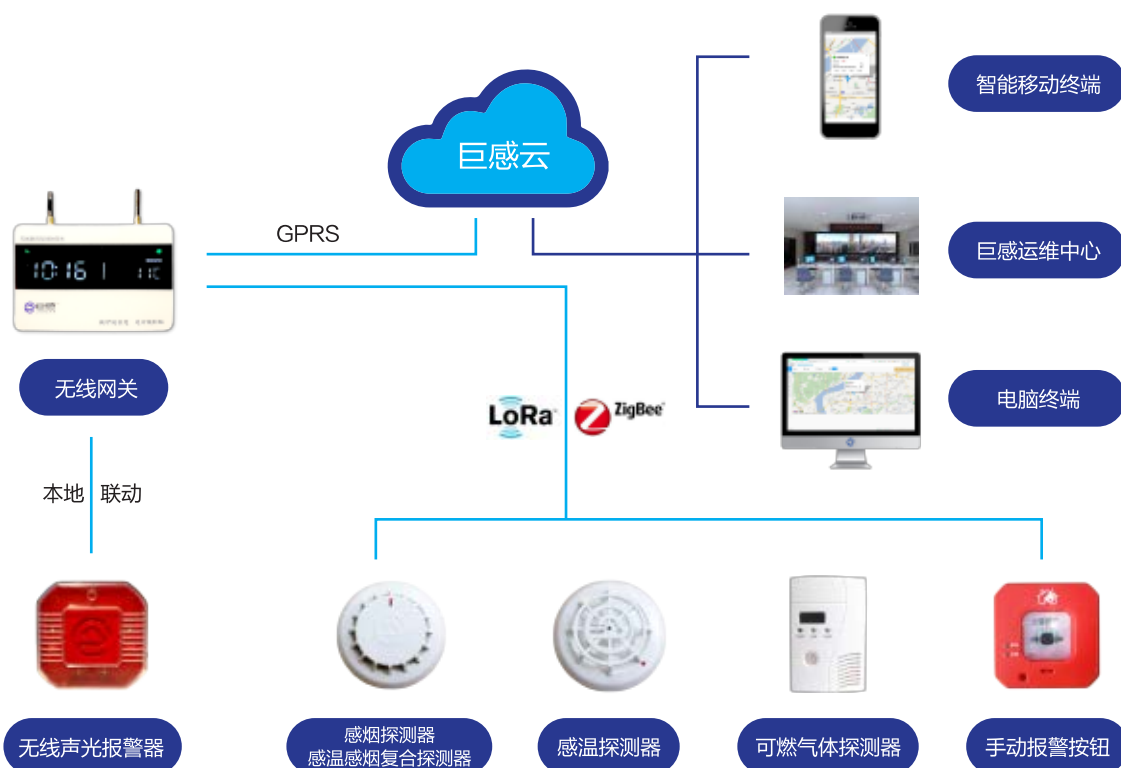 智能移动终端
巨感云
GPRS
巨感运维中心
10:16
11C
无线网关
LoRa
ZigBee
电脑终端
本地 联动
无线声光报警器
感烟探测器
感温感烟复合探测器
感温探测器
可燃气体探测器
手动报警按钮